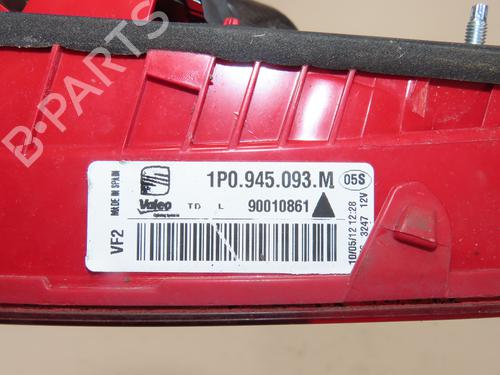 B-PARTS
1P0.945.093.M 05S
Valeo TD L 90010861
MADE IN SPAIN
VF2
10/05/12 12:28
3247 12V